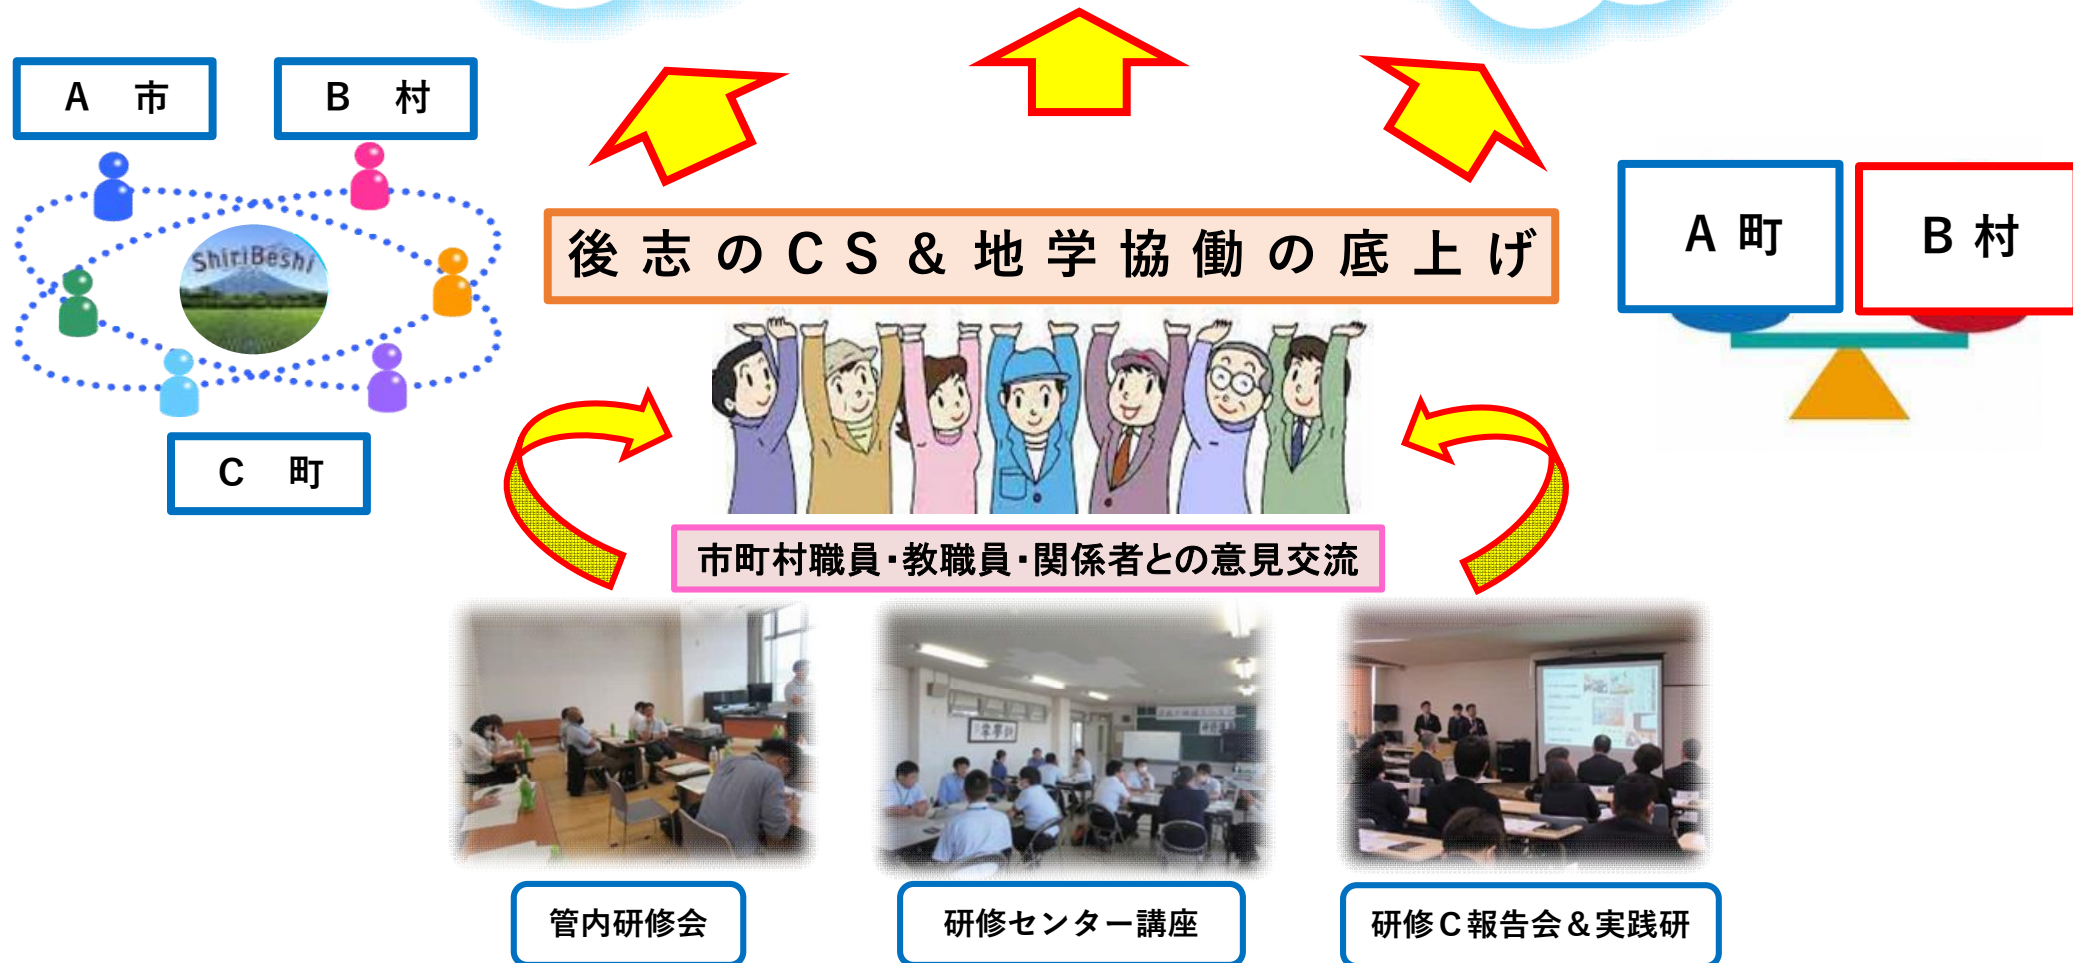 A 市
B 村
ShiriBeshi
C 町
後志のCS&地学協働の底上げ
A 町
B 村
市町村職員・教職員・関係者との意見交流
管内研修会
研修センター講座
研修C報告会&実践研